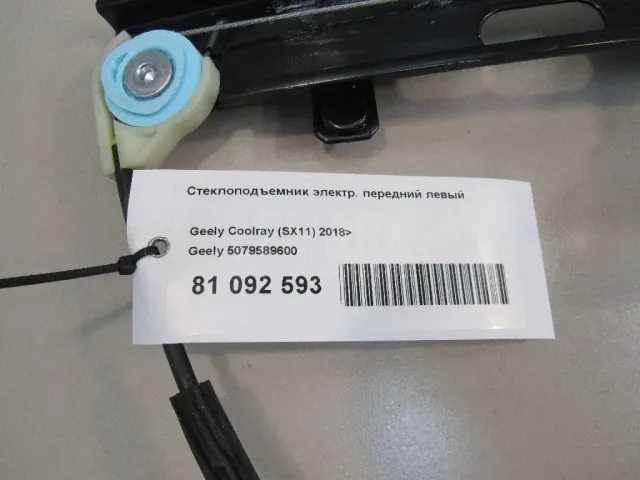 Стеклоподъемник электр. передний левый
Geely Coolray (SX11) 2018>
Geely 5079589600
81 092 593